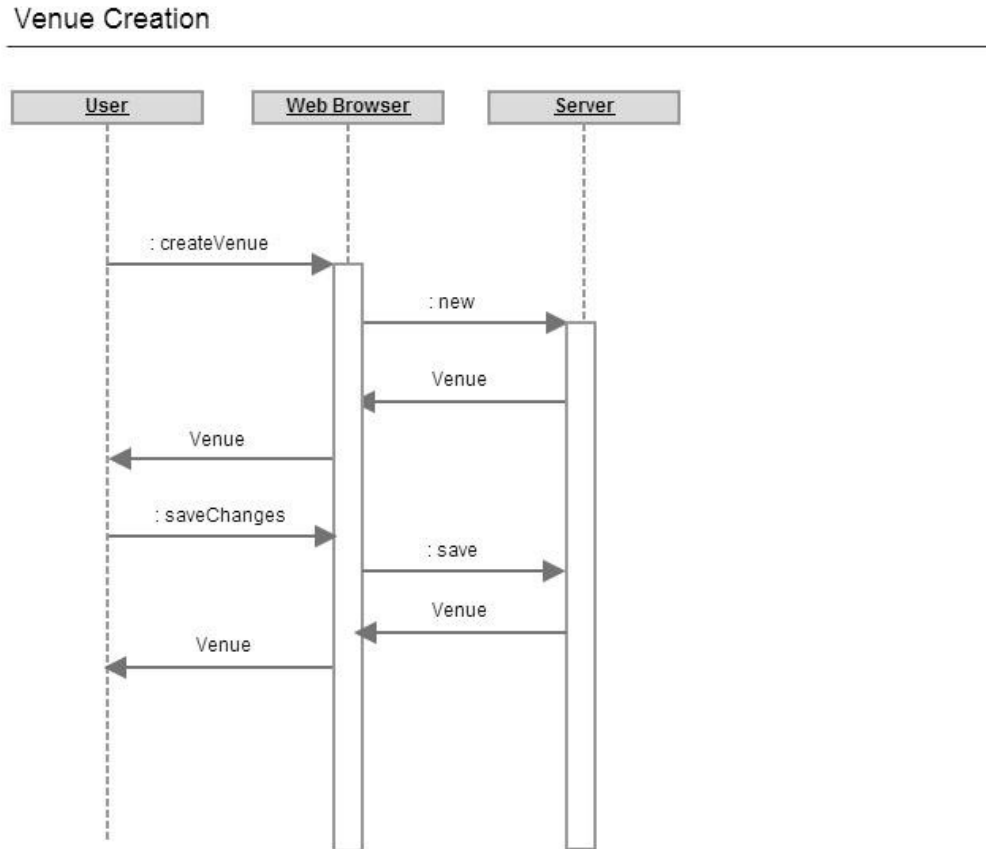 Venue Creation
User
Web Browser
Server
: createVenue
: new
Venue
Venue
: saveChanges
: save
Venue
Venue